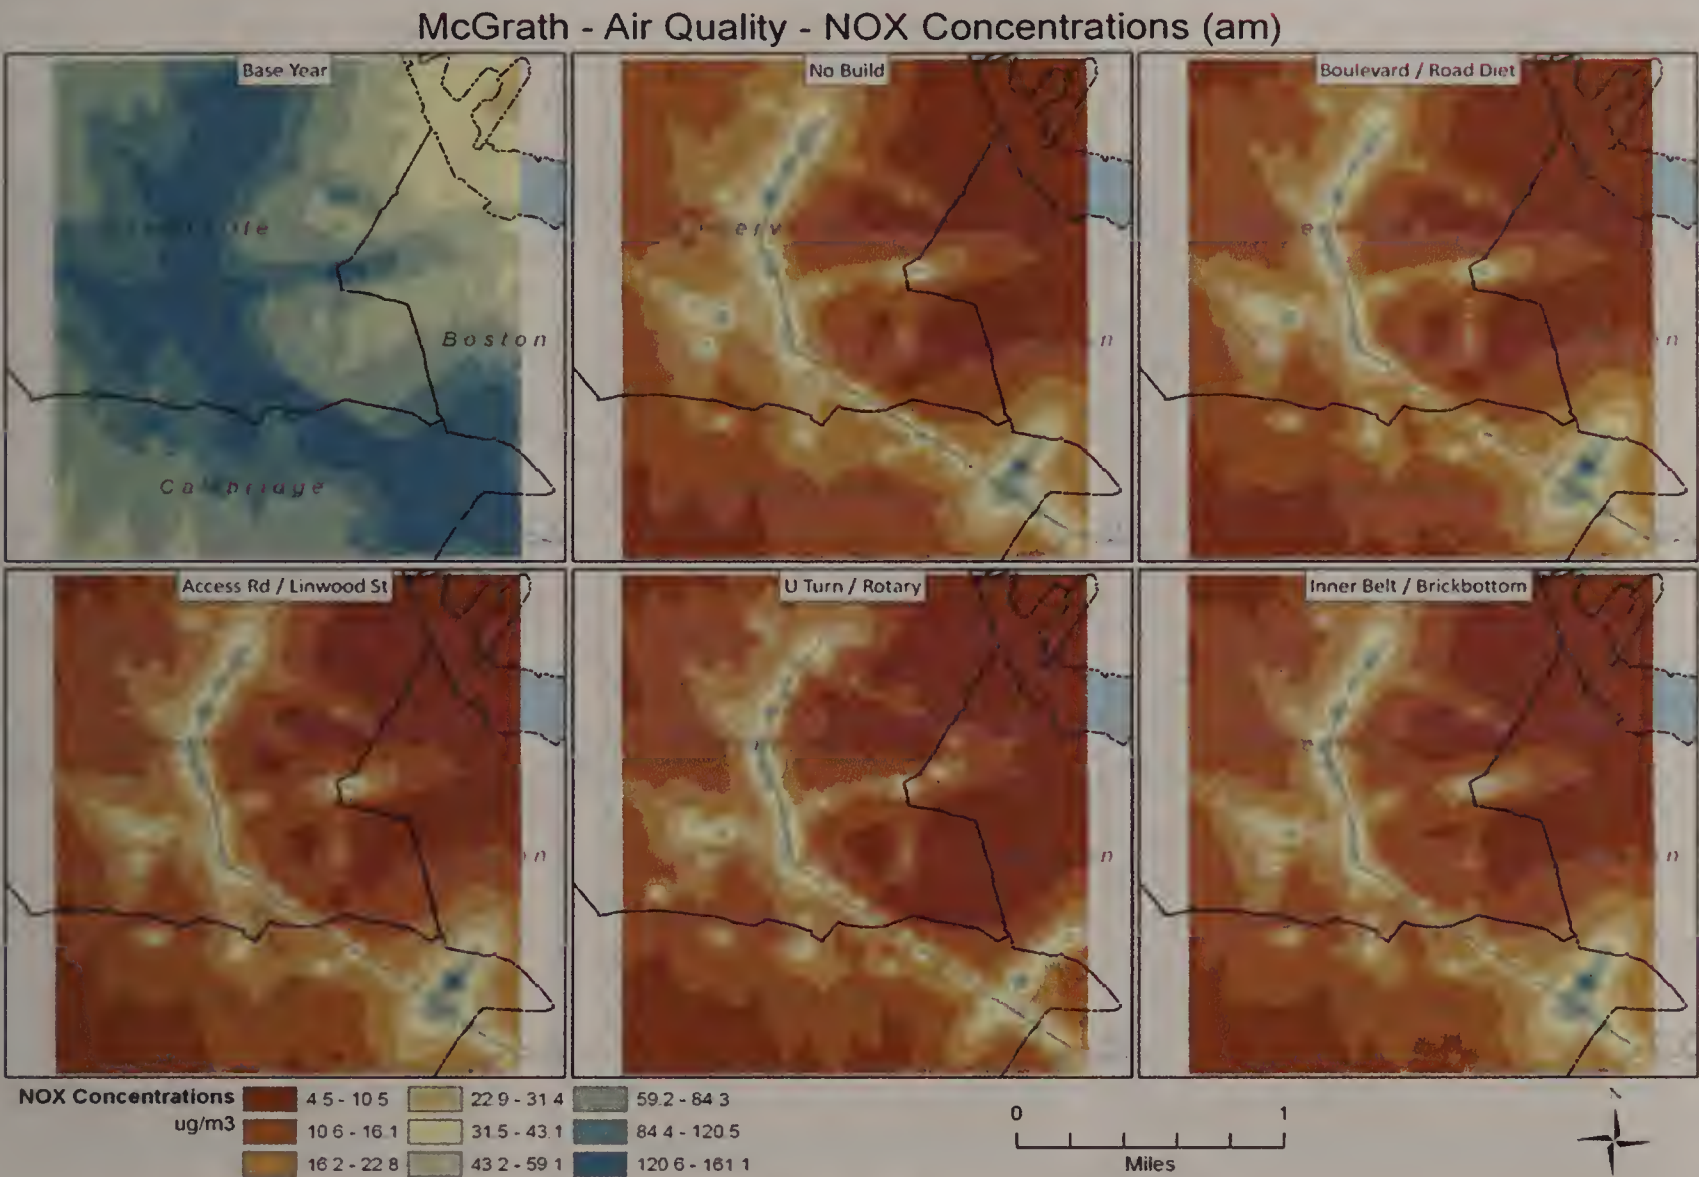 McGrath - Air Quality - NOX Concentrations (am)
Base Year
No Build
Boulevard / Road Diet
Boston
Cambridge
erv
n
e
n
Access Rd / Linwood St
U Turn / Rotary
Inner Belt / Brickbottom
n
n
e
n
NOX Concentrations
ug/m3
4 5 - 10 5
10 6 - 16.1
16 2 - 22 8
22 9 - 31 4
31.5 - 43.1
43 2 - 59 1
59.2 - 84 3
84 4 - 120 5
120 6 - 161 1
0
1
Miles